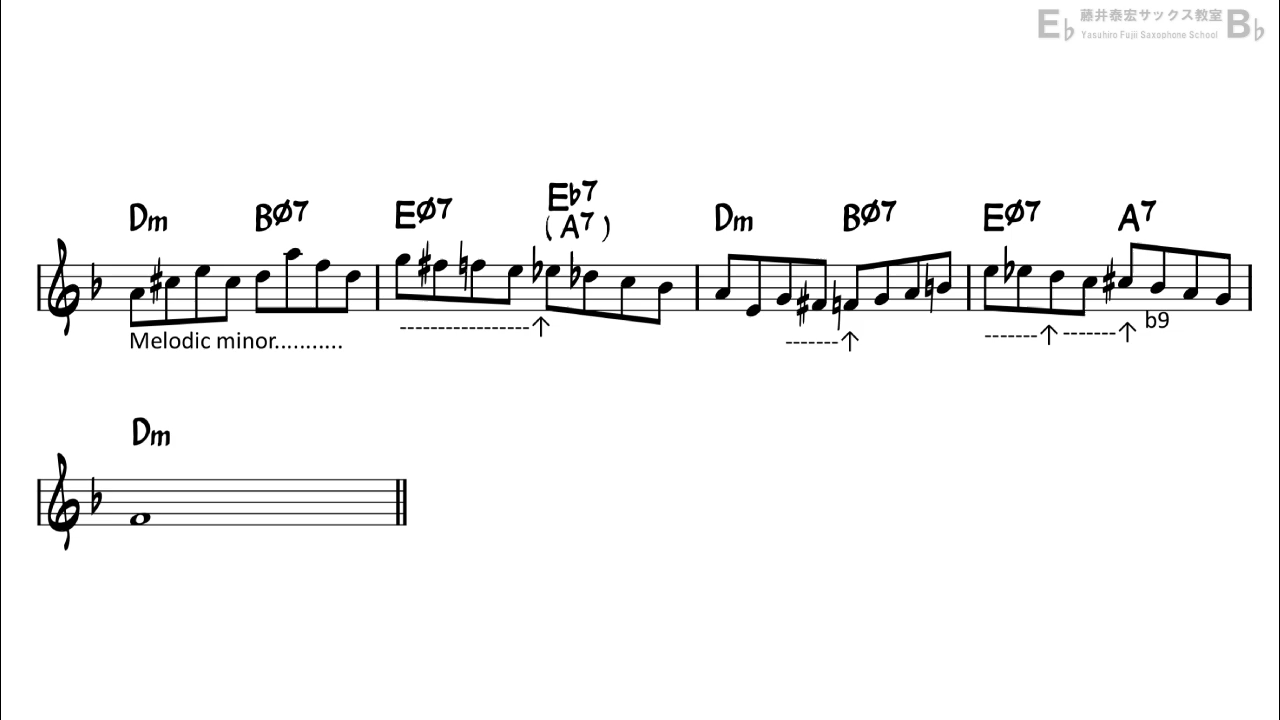 E♭ 藤井泰宏サックス教室 B♭
Yasuhiro Fujii Saxophone School
Dm BØ7 EØ7 Eb7 Dm BØ7 EØ7 A7
( A7 )
Melodic minor...........
-----------------↑
-------↑
-------↑-------↑ b9
Dm